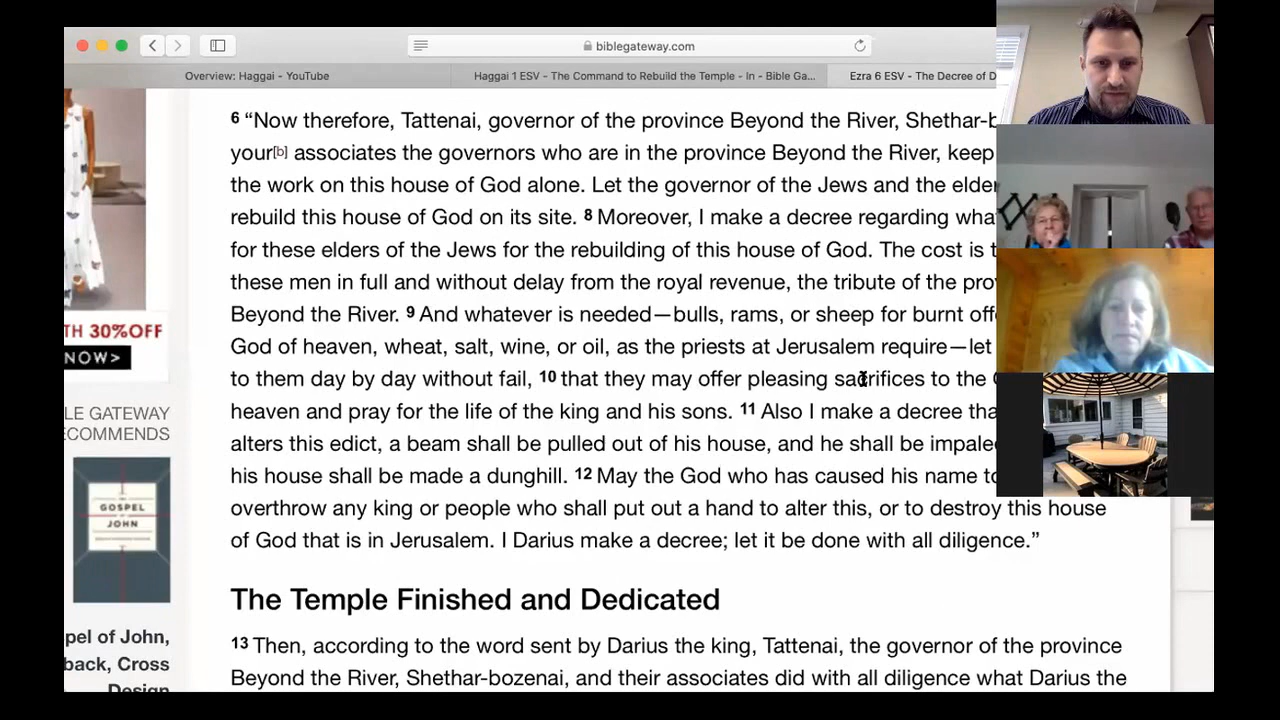 biblegateway.com
Overview: Haggai - YouTube
Haggai 1 ESV - The Command to Rebuild the Temple - In - Bible Ga...
Ezra 6 ESV - The Decree of D
6 “Now therefore, Tattenai, governor of the province Beyond the River, Shethar-b
your[b] associates the governors who are in the province Beyond the River, keep
the work on this house of God alone. Let the governor of the Jews and the elder
rebuild this house of God on its site. 8 Moreover, I make a decree regarding wha
for these elders of the Jews for the rebuilding of this house of God. The cost is t
these men in full and without delay from the royal revenue, the tribute of the prov
Beyond the River. 9 And whatever is needed—bulls, rams, or sheep for burnt offe
God of heaven, wheat, salt, wine, or oil, as the priests at Jerusalem require—let
to them day by day without fail, 10 that they may offer pleasing sacrifices to the
heaven and pray for the life of the king and his sons. 11 Also I make a decree tha
alters this edict, a beam shall be pulled out of his house, and he shall be impale
his house shall be made a dunghill. 12 May the God who has caused his name to
overthrow any king or people who shall put out a hand to alter this, or to destroy this house
of God that is in Jerusalem. I Darius make a decree; let it be done with all diligence.”
The Temple Finished and Dedicated
13 Then, according to the word sent by Darius the king, Tattenai, the governor of the province
Beyond the River, Shethar-bozenai, and their associates did with all diligence what Darius the
TH 30%OFF
NOW>
LE GATEWAY
ECOMMENDS
THE
GOSPEL
OF
JOHN
pel of John,
back, Cross
Design